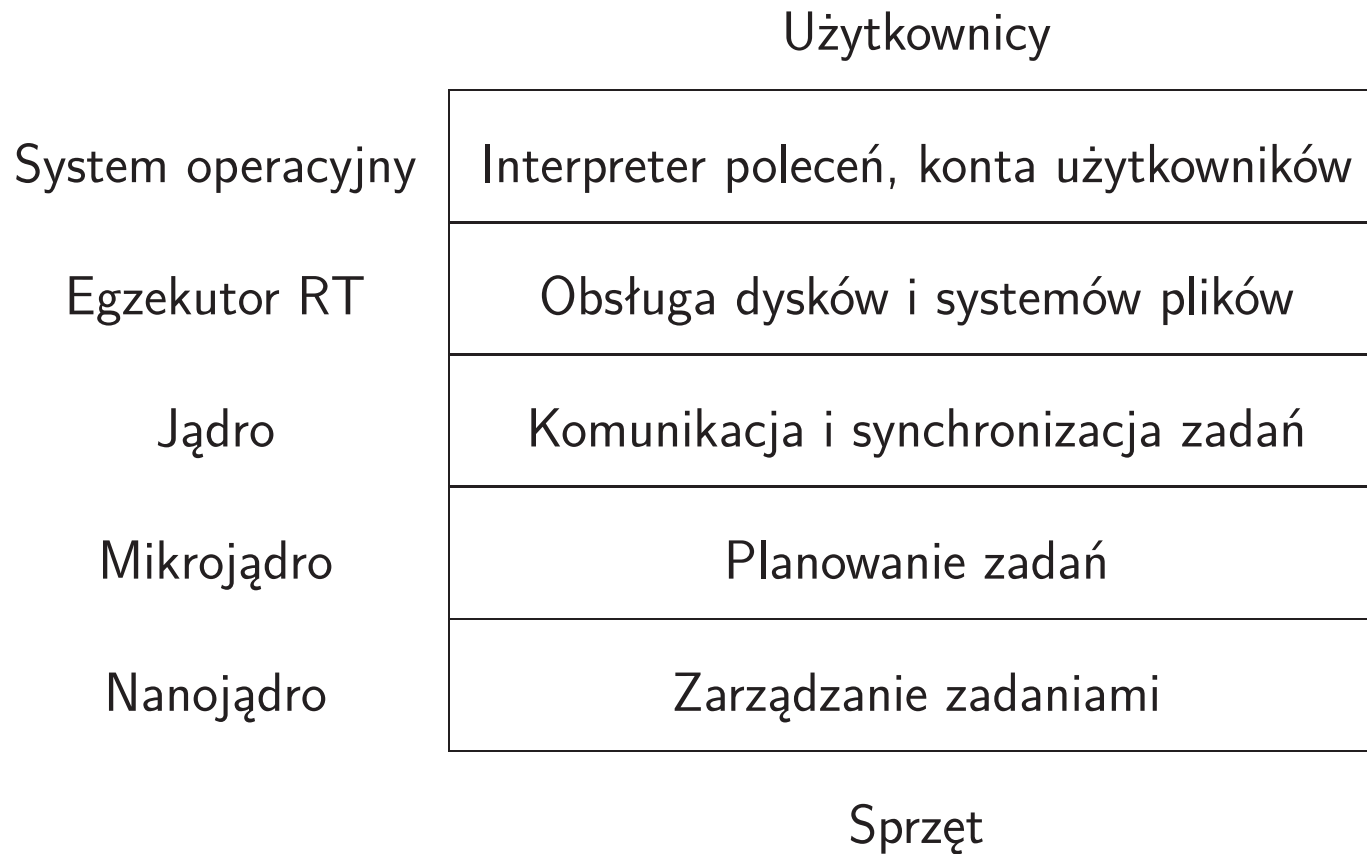 Użytkownicy
System operacyjny Interpreter poleceń, konta użytkowników
Egzekutor RT Obsługa dysków i systemów plików
Jądro Komunikacja i synchronizacja zadań
Mikrojądro Planowanie zadań
Nanojądro Zarządzanie zadaniami
Sprzęt